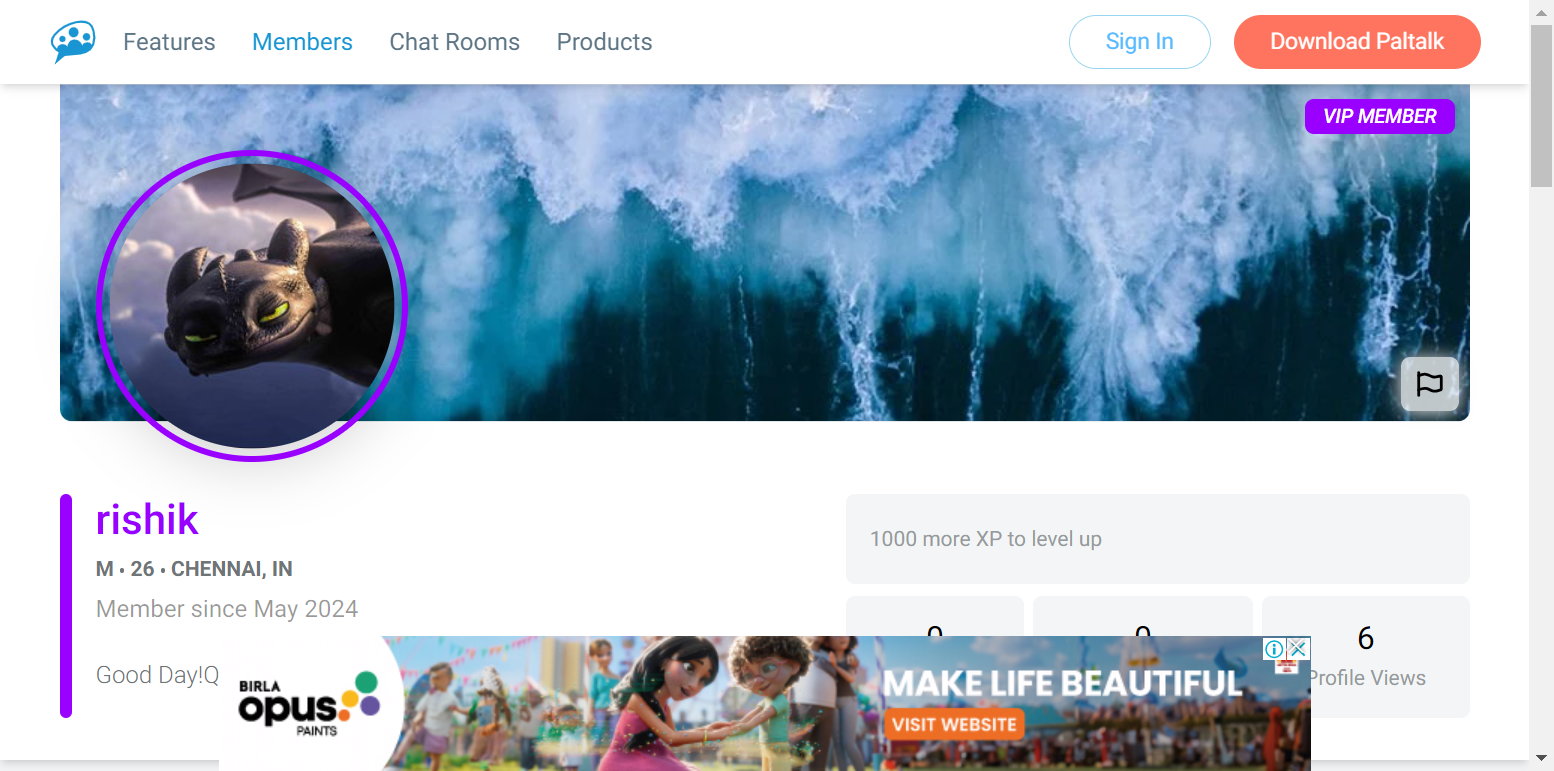 Features
Members
Chat Rooms
Products
Sign In
Download Paltalk
VIP MEMBER
rishik
M • 26 • CHENNAI, IN
Member since May 2024
Good Day!Q
1000 more XP to level up
0
0
6
Profile Views
BIRLA
opus
PAINTS
MAKE LIFE BEAUTIFUL
VISIT WEBSITE